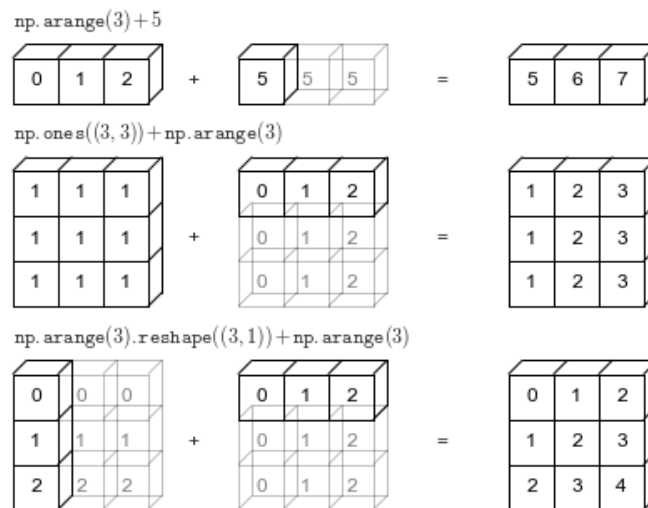 np.arange(3)+5
0 1 2 + 5 5 5 = 5 6 7
np.ones((3, 3))+np.arange(3)
1 1 1 0 1 2 1 2 3
1 1 1 + 0 1 2 = 1 2 3
1 1 1 0 1 2 1 2 3
np.arange(3).reshape((3, 1))+np.arange(3)
0 0 0 0 1 2 0 1 2
1 1 1 + 0 1 2 = 1 2 3
2 2 2 0 1 2 2 3 4